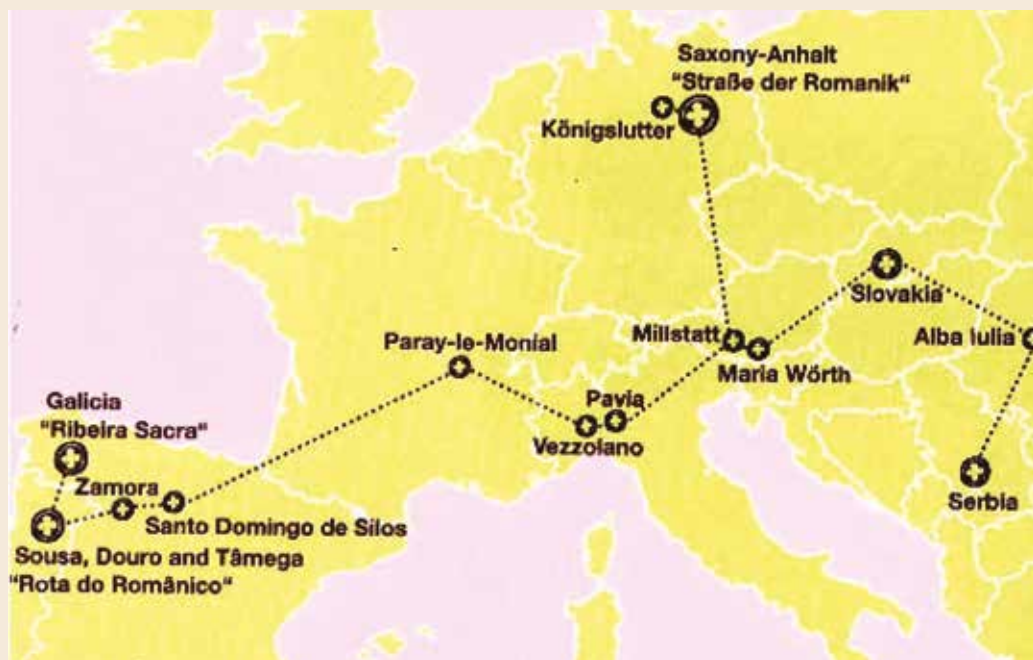 Saxony-Anhalt
"Straße der Romanik"
Königslutter
Slovakia
Millstatt
Alba Iulia
Paray-le-Monial
Maria Wörth
Galicia
"Ribeira Sacra"
Pavia
Vezzolano
Zamora
Serbia
Santo Domingo de Silos
Sousa, Douro and Tâmega
"Rota do Românico"